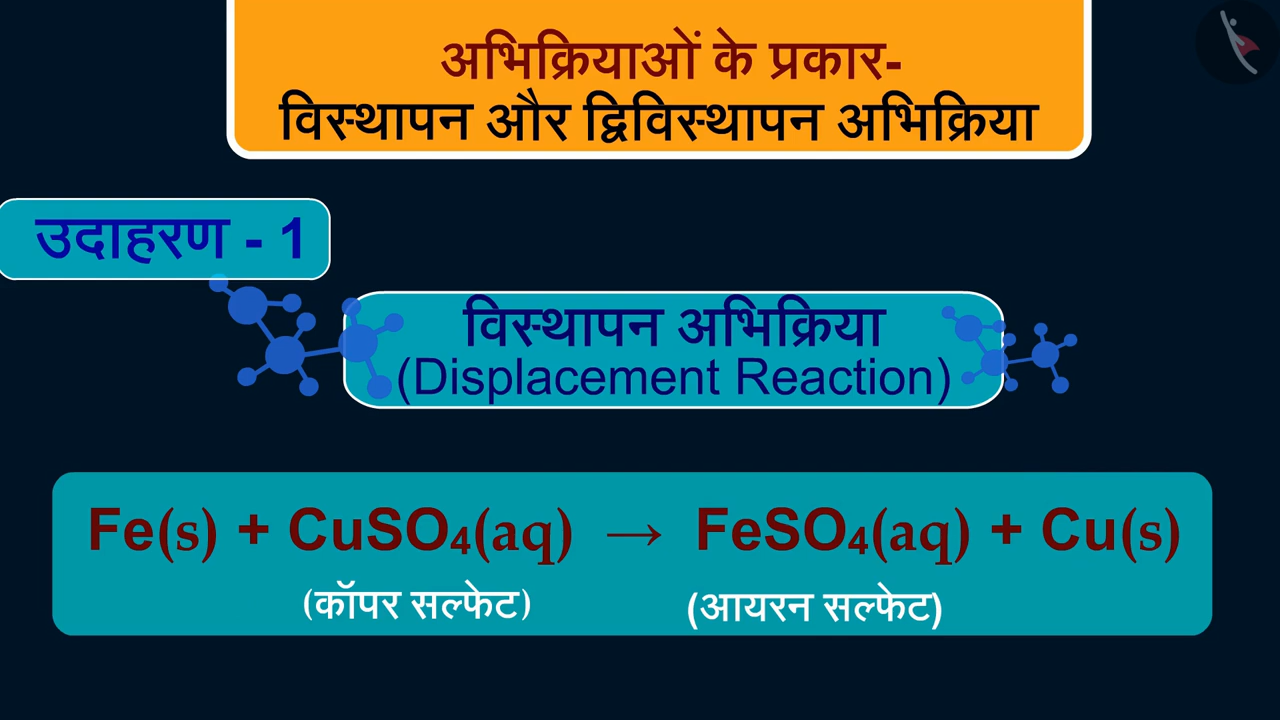 अभिक्रियाओं के प्रकार-
विस्थापन और द्विविस्थापन अभिक्रिया
उदाहरण - 1
विस्थापन अभिक्रिया
(Displacement Reaction)
Fe(s) + CuSO₄(aq) → FeSO₄(aq) + Cu(s)
(कॉपर सल्फेट)
(आयरन सल्फेट)